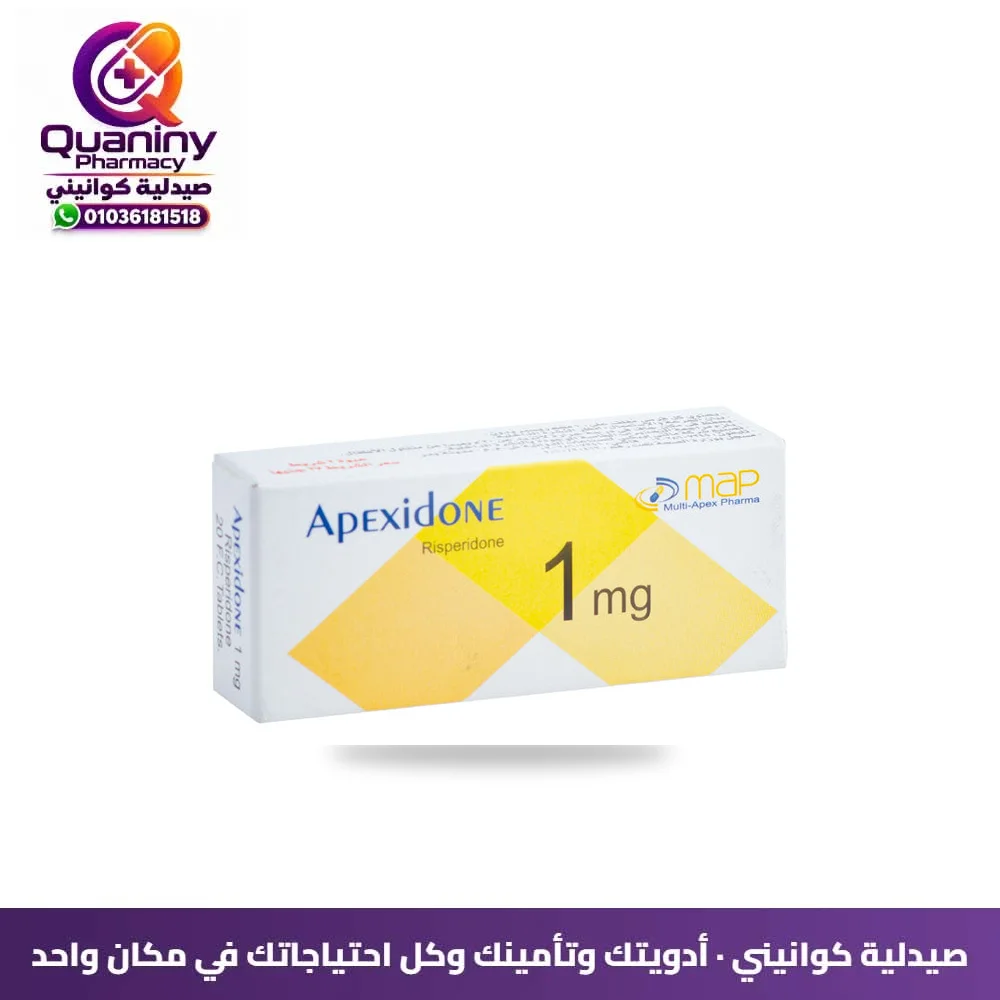 Quaniny
Pharmacy
صيدلية كوانيني
01036181518
Apexidone
Risperidone
1 mg
map
Multi-Apex Pharma
Apexidone 1 mg
Risperidone
20 F.C. Tablets.
صيدلية كوانيني · أدويتك وتأمينك وكل احتياجاتك في مكان واحد